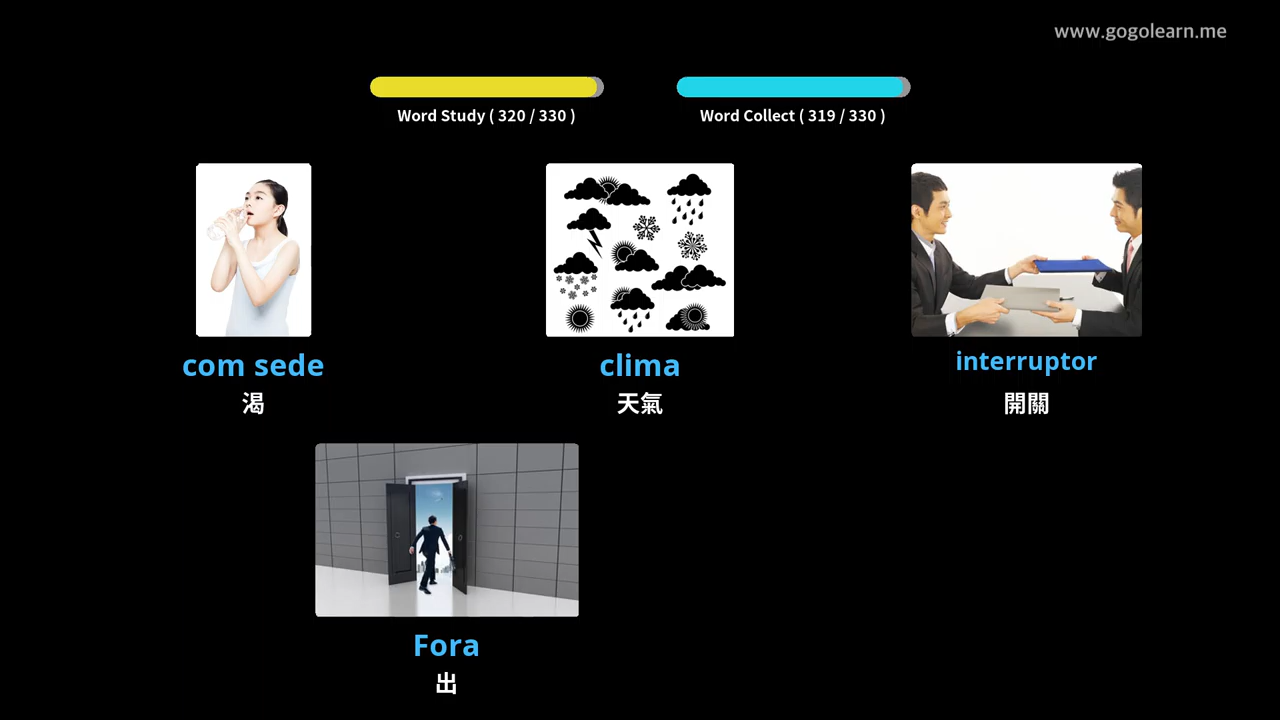 www.gogolearn.me
Word Study ( 320 / 330 )
Word Collect ( 319 / 330 )
com sede
渴
clima
天氣
interruptor
開關
Fora
出